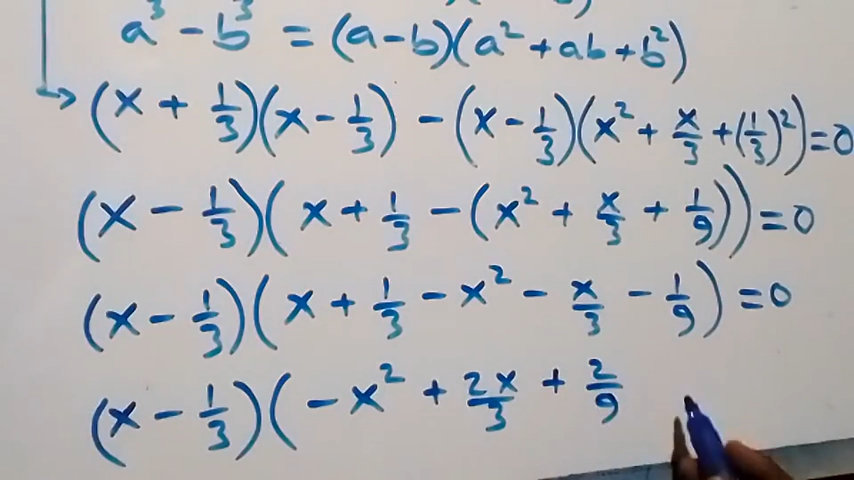 a³ - b³ = (a-b)(a² + ab + b²)
(x + 1/3)(x - 1/3) - (x - 1/3)(x² + x/3 + (1/3)²) = 0
(x - 1/3)(x + 1/3 - (x² + x/3 + 1/9)) = 0
(x - 1/3)(x + 1/3 - x² - x/3 - 1/9) = 0
(x - 1/3)(-x² + 2x/3 + 2/9